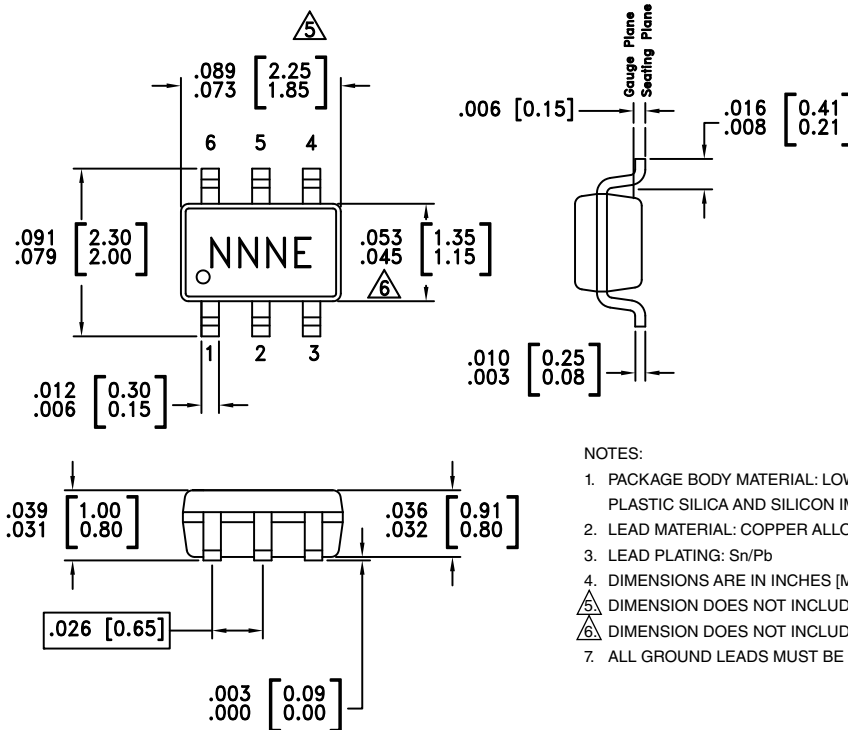 5
.089 [2.25]
.073 [1.85]
6 5 4
.091 [2.30]
.079 [2.00]
NNNE
.053 [1.35]
.045 [1.15]
6
1 2 3
.012 [0.30]
.006 [0.15]
Gauge Plane
Seating Plane
.006 [0.15]
.016 [0.41]
.008 [0.21]
.010 [0.25]
.003 [0.08]
.039 [1.00]
.031 [0.80]
.036 [0.91]
.032 [0.80]
.026 [0.65]
.003 [0.09]
.000 [0.00]
NOTES:
1. PACKAGE BODY MATERIAL:
PLASTIC SILICA AND SILICON
2. LEAD MATERIAL: COPPER
3. LEAD PLATING: Sn/Pb
4. DIMENSIONS ARE IN INCHES
5. DIMENSION DOES NOT
6. DIMENSION DOES NOT
7. ALL GROUND LEADS MUST BE